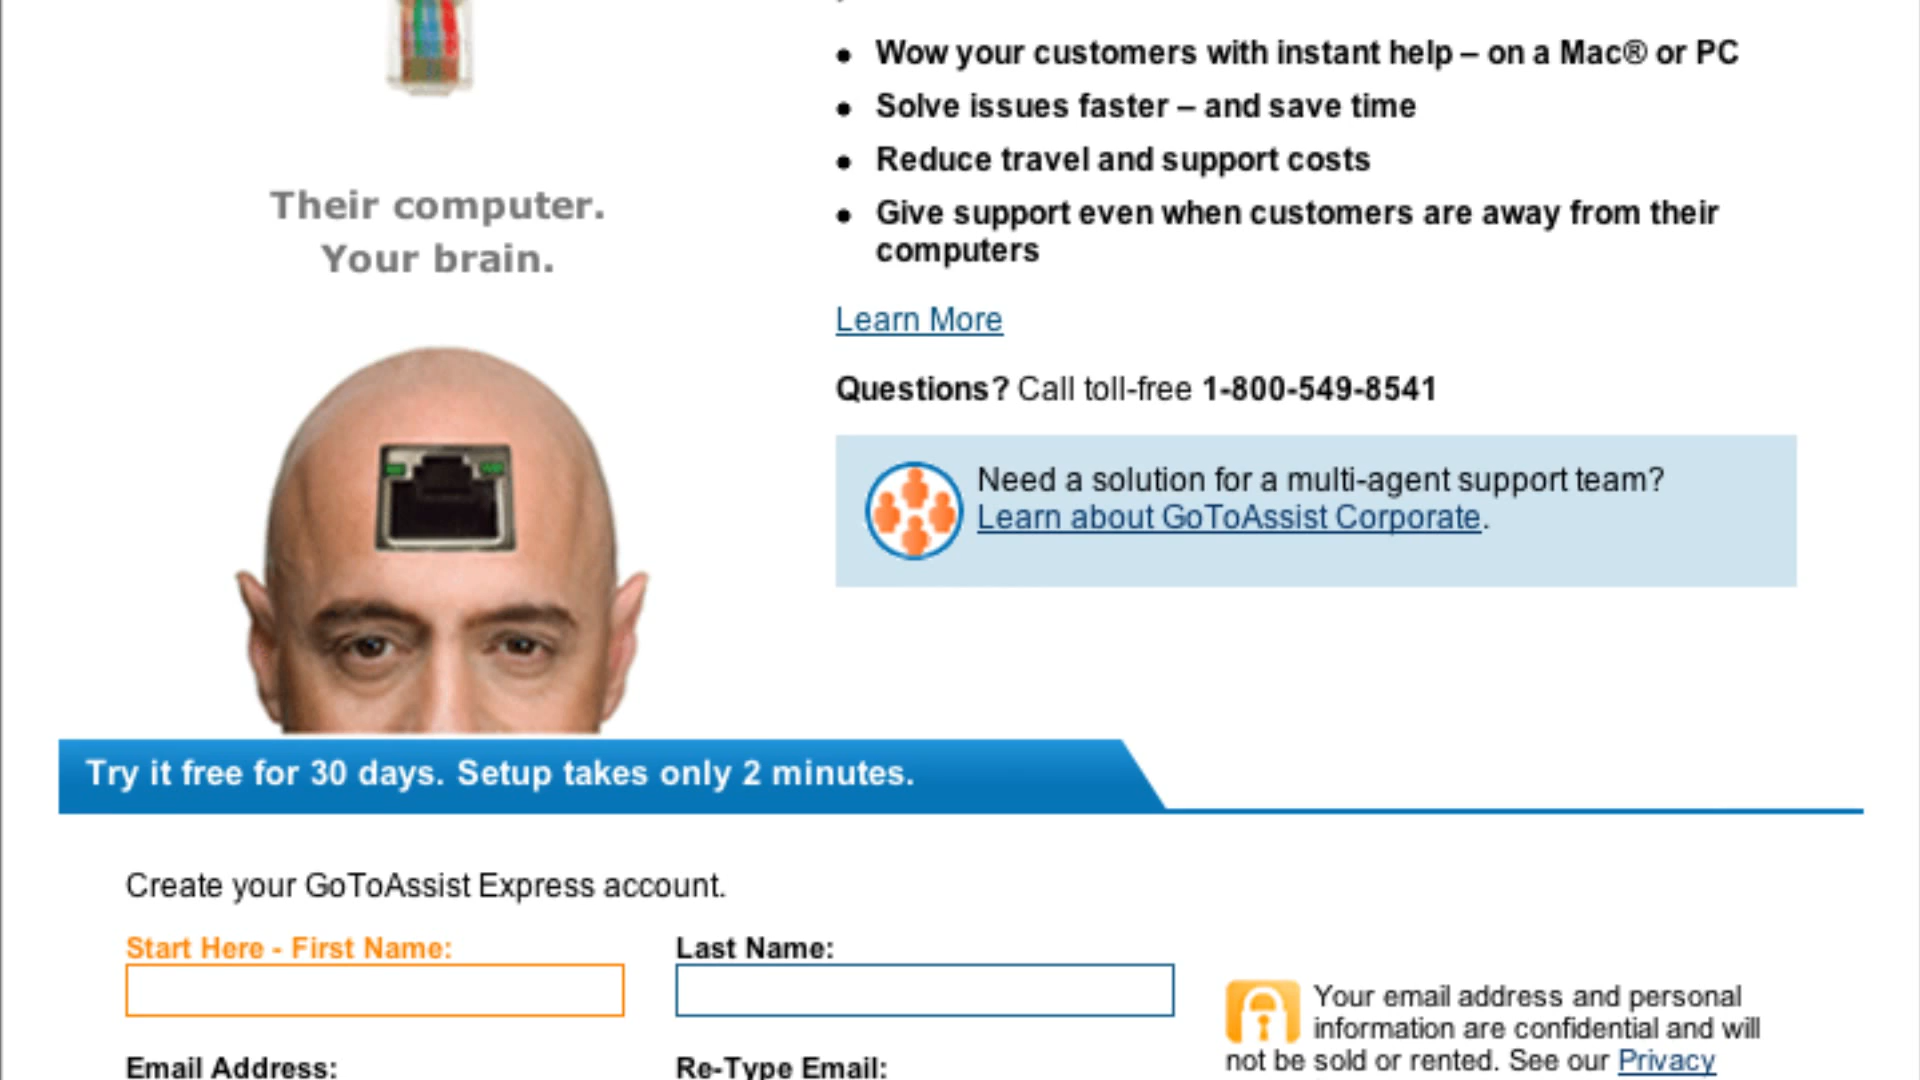 Their computer.
Your brain.
• Wow your customers with instant help – on a Mac® or PC
• Solve issues faster – and save time
• Reduce travel and support costs
• Give support even when customers are away from their
computers
Learn More
Questions? Call toll-free 1-800-549-8541
Need a solution for a multi-agent support team?
Learn about GoToAssist Corporate.
Try it free for 30 days. Setup takes only 2 minutes.
Create your GoToAssist Express account.
Start Here - First Name:
Last Name:
Email Address:
Re-Type Email:
Your email address and personal
information are confidential and will
not be sold or rented. See our Privacy